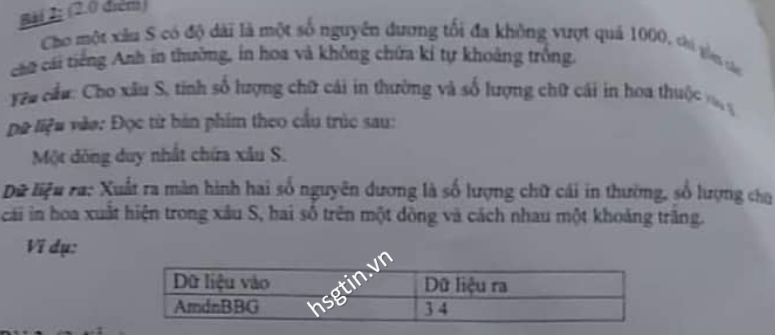 Bài 2: (2.0 điểm)
Cho một xâu S có độ dài là một số nguyên dương tối đa không vượt quá 1000, chỉ gồm các
chữ cái tiếng Anh in thường, in hoa và không chứa kí tự khoảng trống.
Yêu cầu: Cho xâu S, tính số lượng chữ cái in thường và số lượng chữ cái in hoa thuộc xâu S.
Dữ liệu vào: Đọc từ bàn phím theo cấu trúc sau:
Một dòng duy nhất chứa xâu S.
Dữ liệu ra: Xuất ra màn hình hai số nguyên dương là số lượng chữ cái in thường, số lượng chữ
cái in hoa xuất hiện trong xâu S, hai số trên một dòng và cách nhau một khoảng trắng.
Ví dụ:
Dữ liệu vào Dữ liệu ra
AmdnBBG 3 4
hsgtin.vn